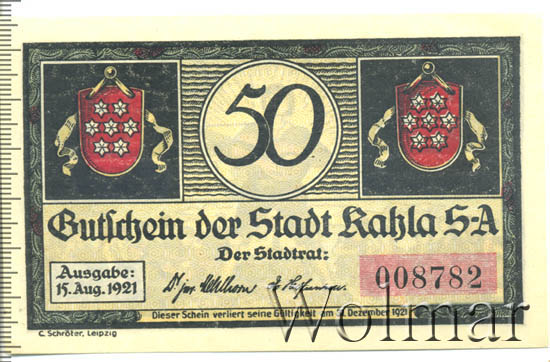 50
Gutschein der Stadt Kahla S-A
Der Stadtrat:
Ausgabe:
15. Aug. 1921
008782
Dieser Schein verliert seine Gültigkeit am 31. Dezember 1921
C. Schröter, Leipzig
Wolmar